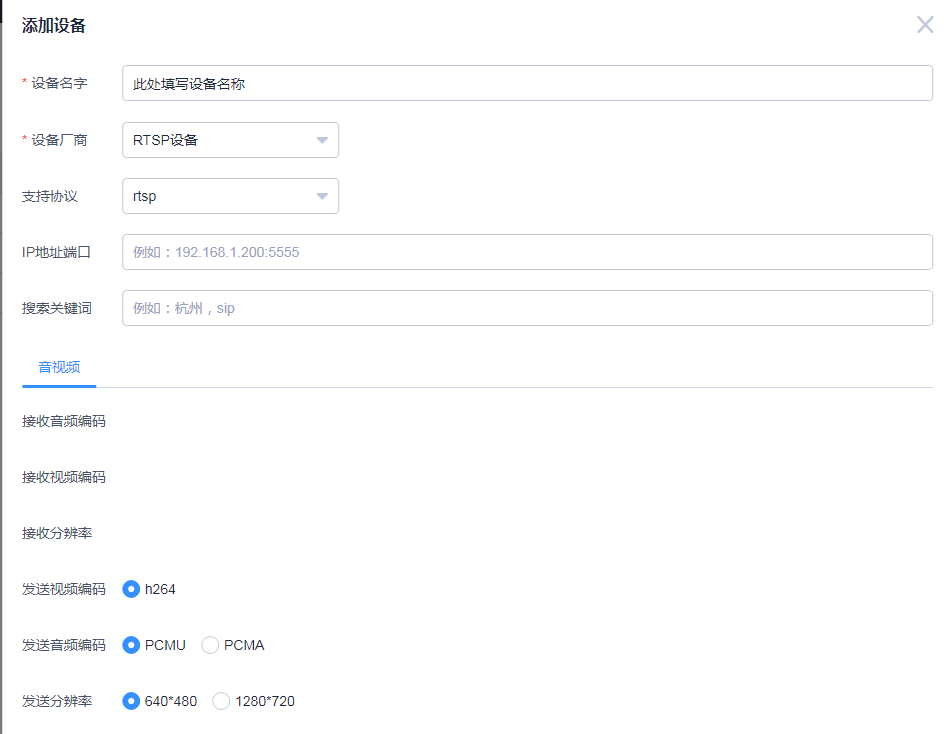 添加设备
* 设备名字 此处填写设备名称
* 设备厂商 RTSP设备
支持协议 rtsp
IP地址端口 例如：192.168.1.200:5555
搜索关键词 例如：杭州，sip
音视频
接收音频编码
接收视频编码
接收分辨率
发送视频编码 h264
发送音频编码 PCMU PCMA
发送分辨率 640*480 1280*720